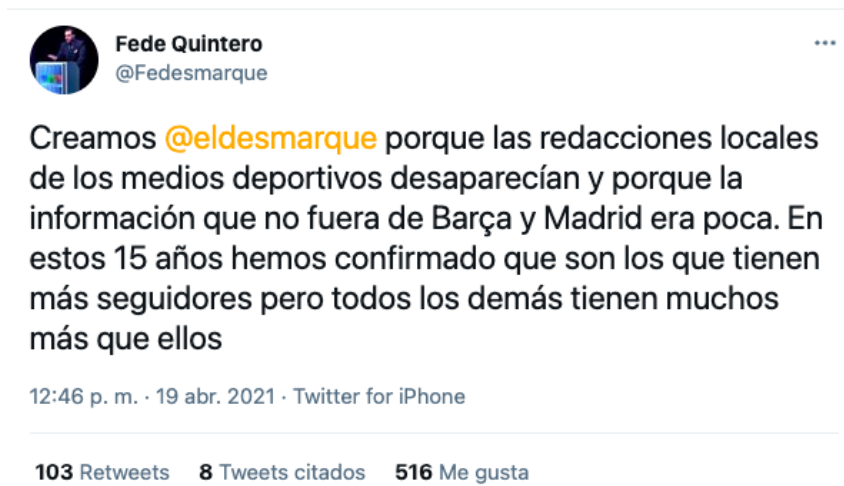 Fede Quintero
@Fedesmarque
Creamos @eldesmarque porque las redacciones locales
de los medios deportivos desaparecían y porque la
información que no fuera de Barça y Madrid era poca. En
estos 15 años hemos confirmado que son los que tienen
más seguidores pero todos los demás tienen muchos
más que ellos
12:46 p. m. · 19 abr. 2021 · Twitter for iPhone
103 Retweets 8 Tweets citados 516 Me gusta